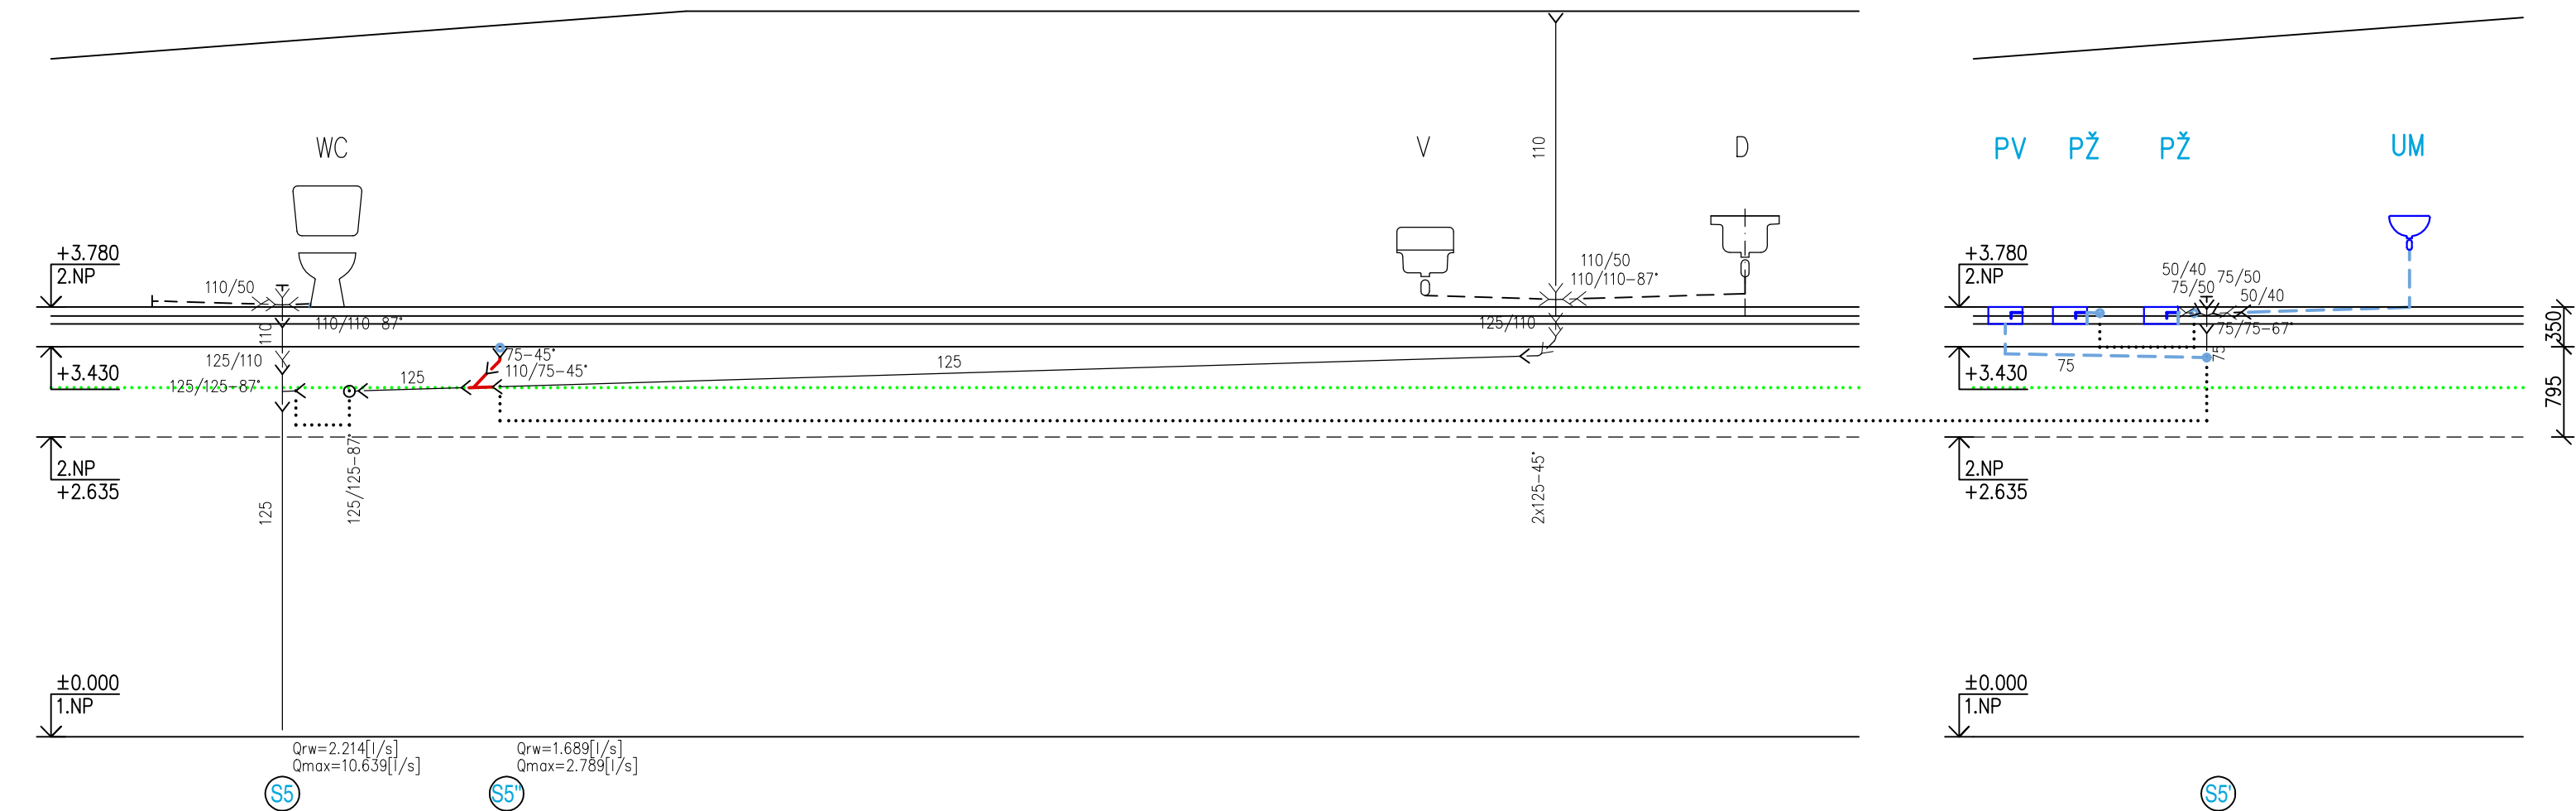 WC
V
110
D
PV
PŽ
PŽ
UM
+3.780
2.NP
110/50
110
110/110-87°
125/110
125/125-87°
+3.430
125
75-45°
110/75-45°
125
110/50
110/110-87°
125/110
+3.780
2.NP
50/40
75/50
75/50
50/40
75/75-67°
75
75
+3.430
350
795
2.NP
+2.635
125
125/125-87°
2x125-45°
2.NP
+2.635
±0.000
1.NP
±0.000
1.NP
Qrw=2.214[l/s]
Qmax=10.639[l/s]
Qrw=1.689[l/s]
Qmax=2.789[l/s]
S5
S5"
S5'